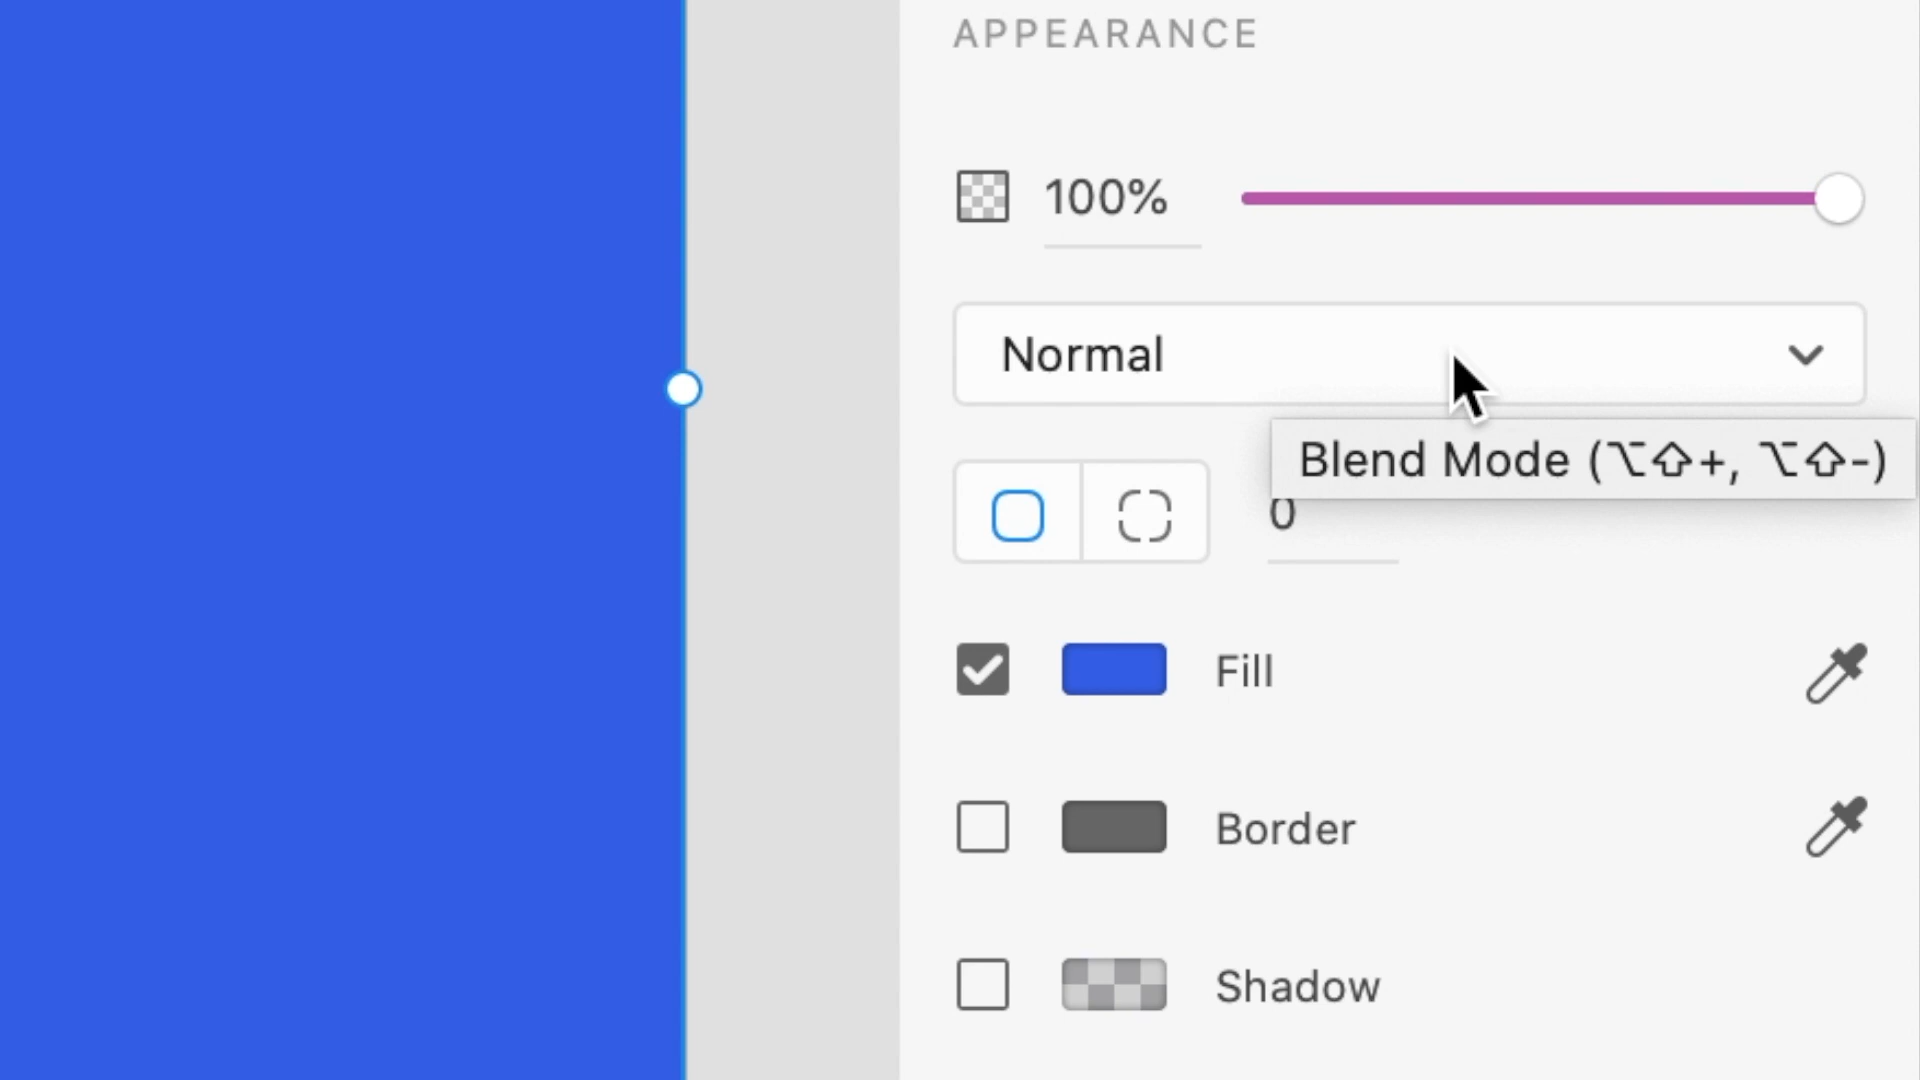 APPEARANCE
100%
Normal
Blend Mode (⌥⇧+, ⌥⇧-)
0
Fill
Border
Shadow